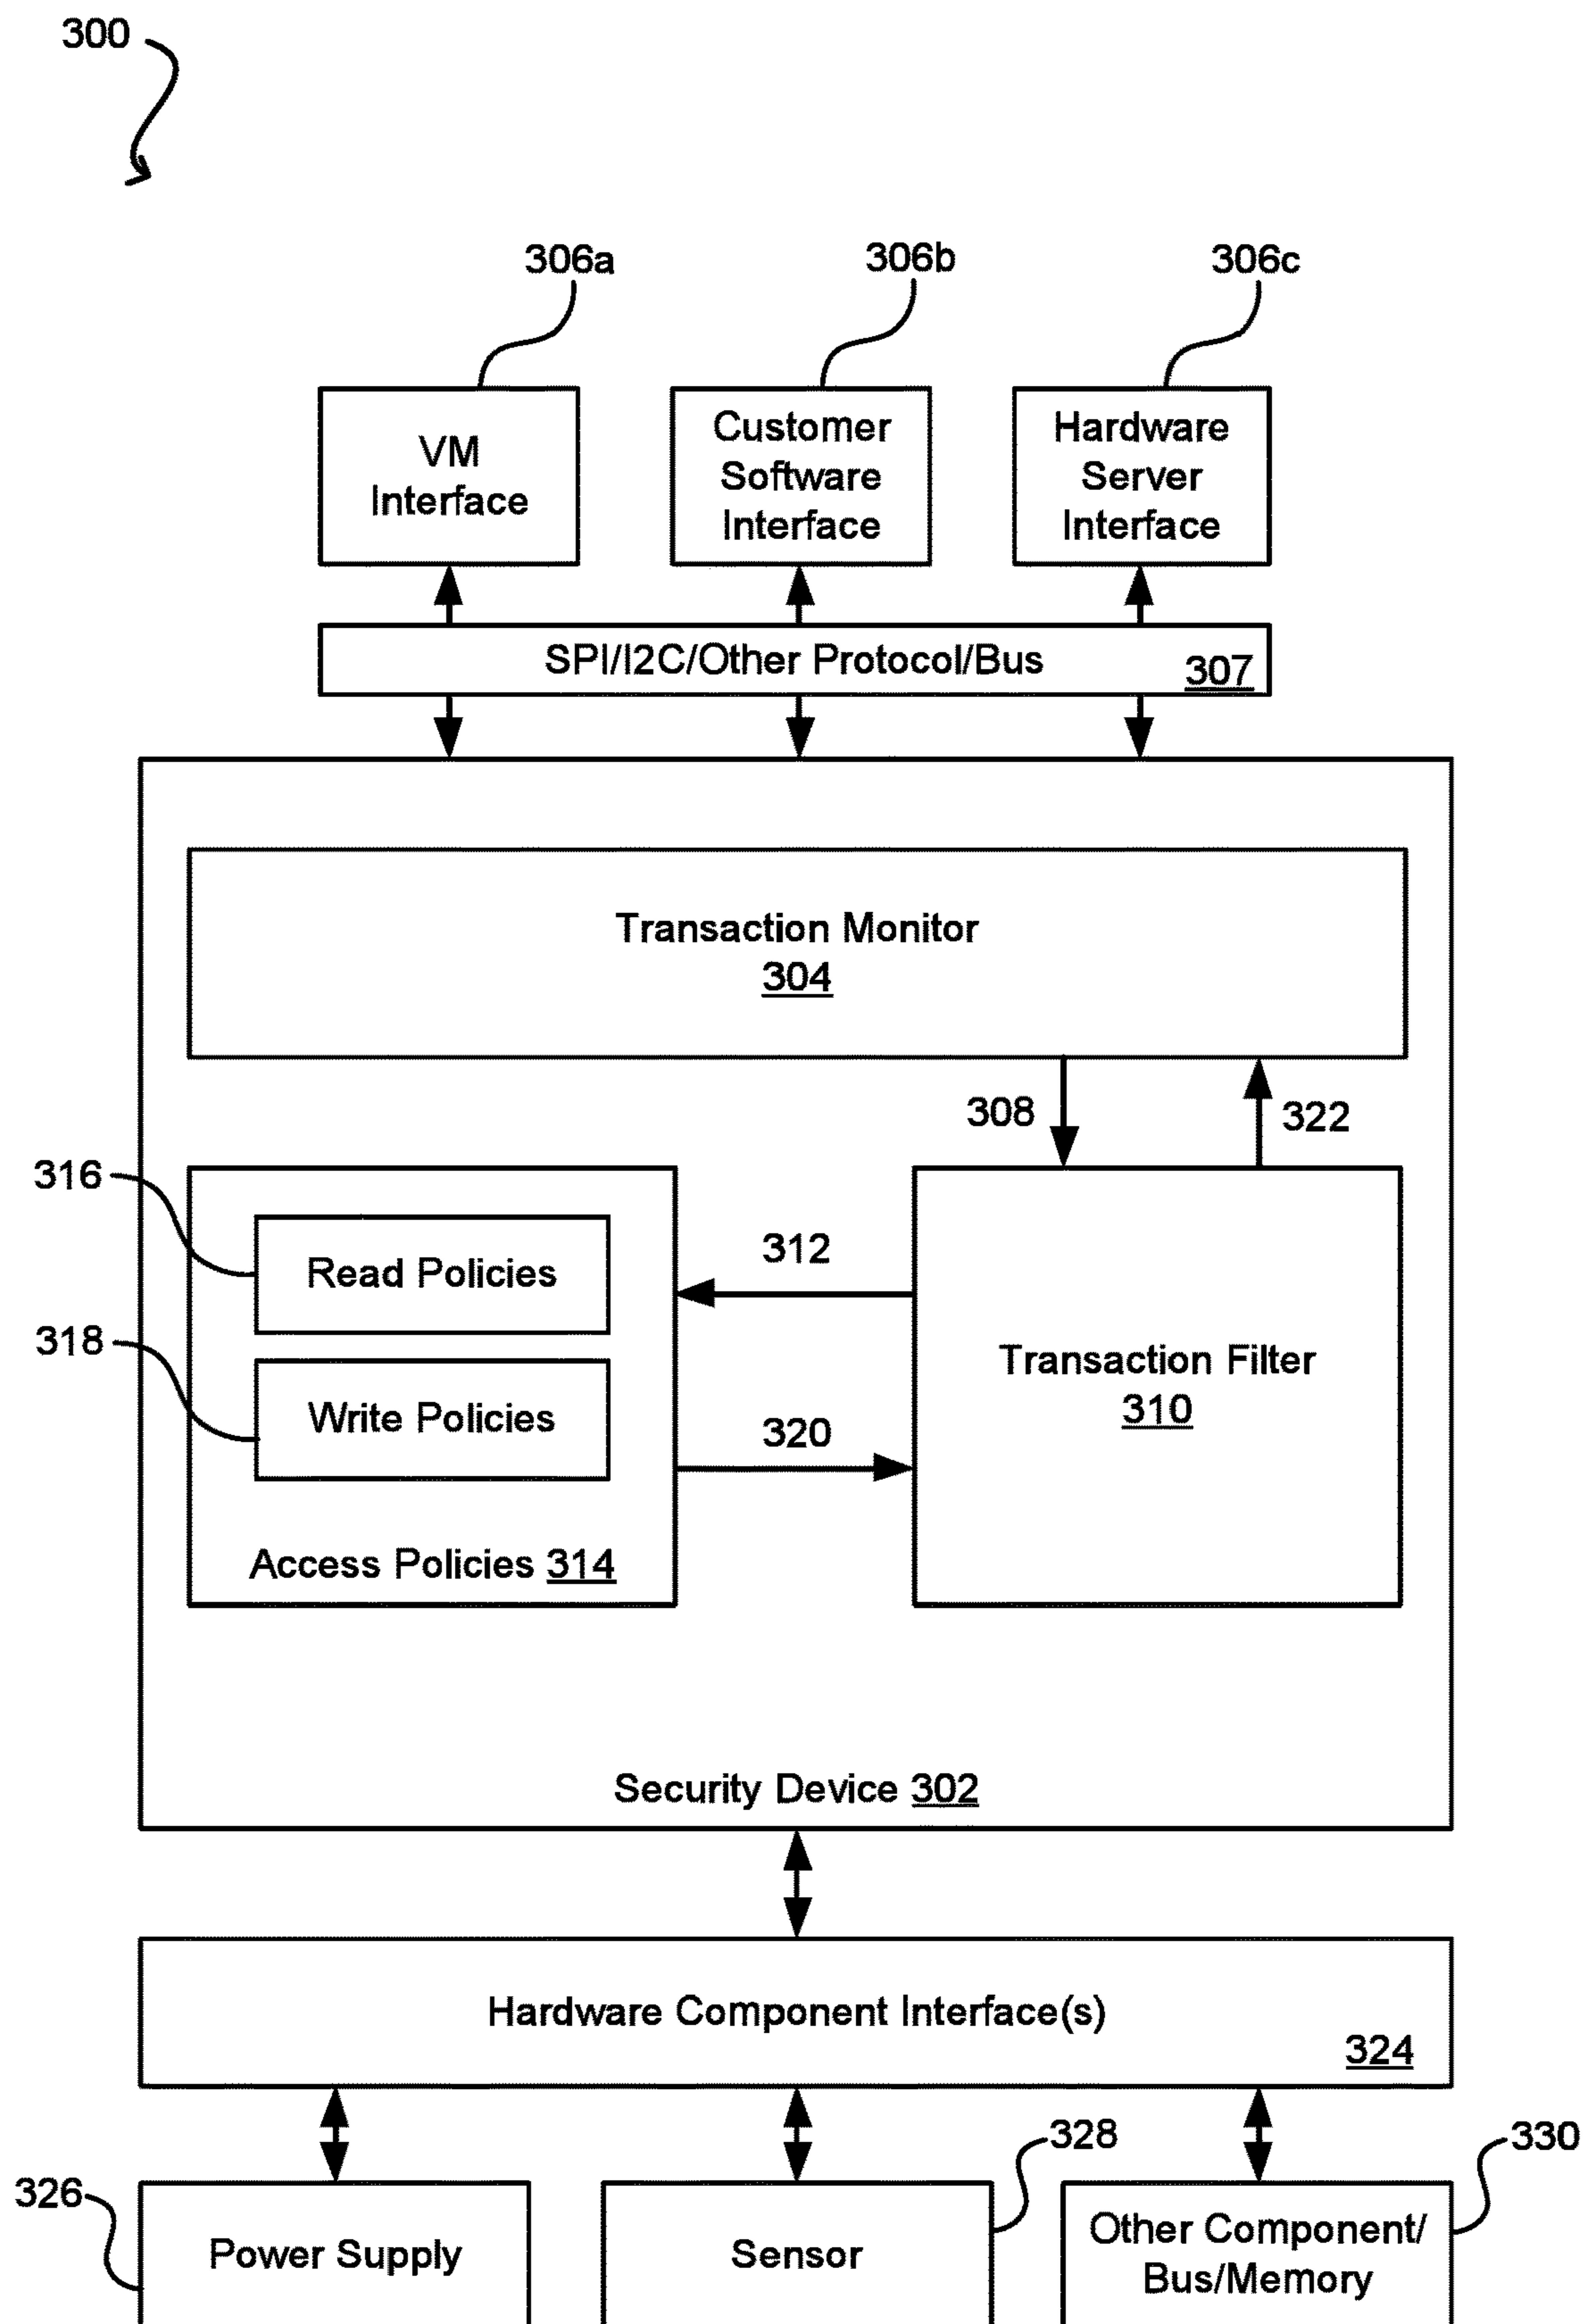 300
306a
306b
306c
VM
Interface
Customer
Software
Interface
Hardware
Server
Interface
SPI/I2C/Other Protocol/Bus
307
Transaction Monitor
304
308
322
316
Read Policies
312
318
Write Policies
320
Transaction Filter
310
Access Policies 314
Security Device 302
Hardware Component Interface(s)
324
326
328
330
Power Supply
Sensor
Other Component/
Bus/Memory